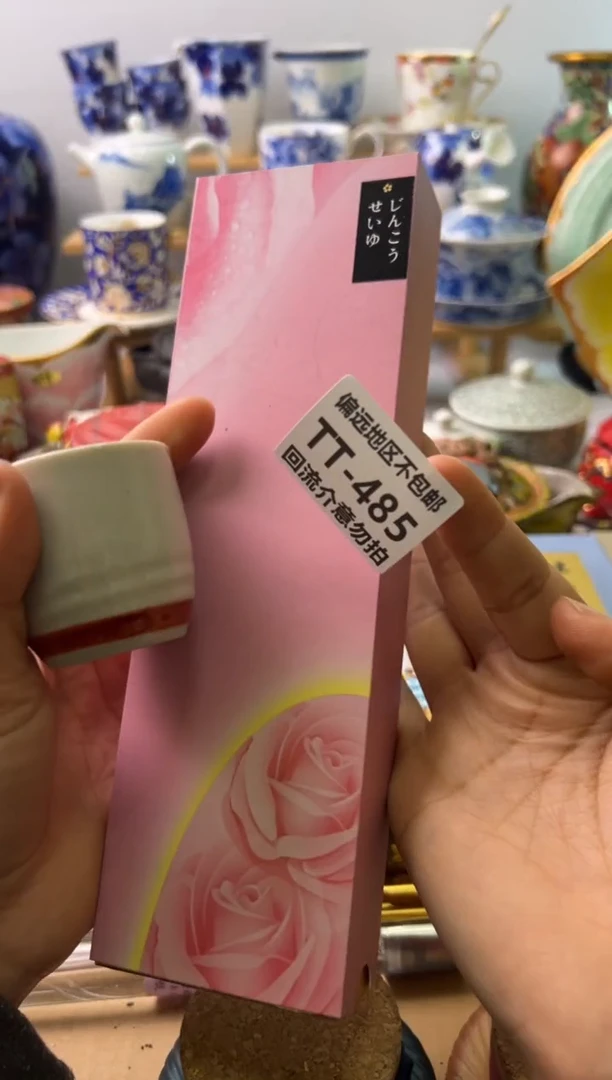 じんこう
せいゆ
偏远地区不包邮
TT-485
回流介意勿拍